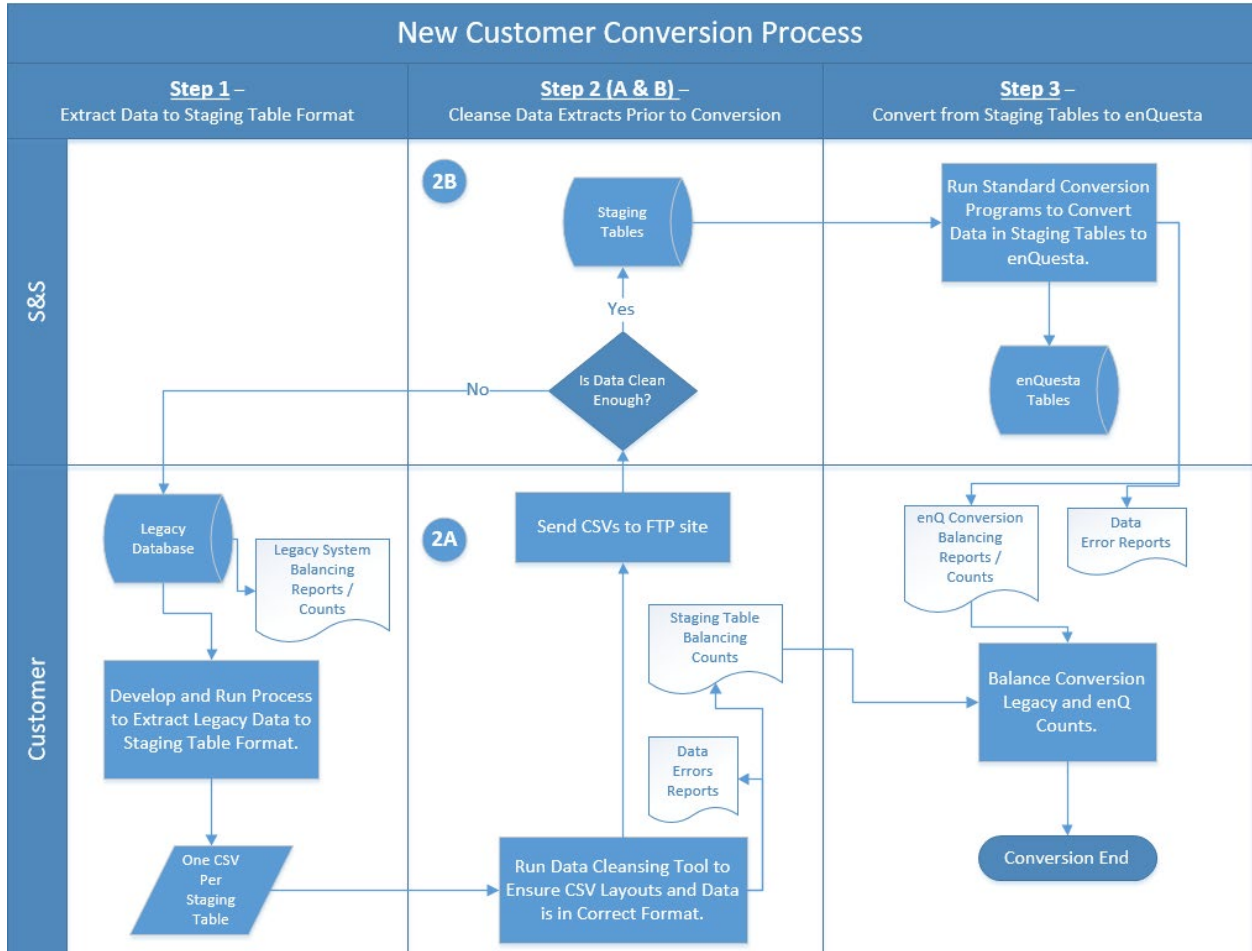 New Customer Conversion Process
Step 1 –
Extract Data to Staging Table Format
Step 2 (A & B) –
Cleanse Data Extracts Prior to Conversion
Step 3 –
Convert from Staging Tables to enQuesta
S&S
2B
Staging
Tables
Run Standard Conversion
Programs to Convert
Data in Staging Tables to
enQuesta.
Yes
Is Data Clean
Enough?
No
enQuesta
Tables
Customer
Legacy
Database
Legacy System
Balancing
Reports /
Counts
2A
Send CSVs to FTP site
enQ Conversion
Balancing
Reports /
Counts
Data
Error Reports
Develop and Run Process
to Extract Legacy Data to
Staging Table Format.
Staging Table
Balancing
Counts
Balance Conversion
Legacy and enQ
Counts.
Data
Errors
Reports
One CSV
Per
Staging
Table
Run Data Cleansing Tool to
Ensure CSV Layouts and Data
is in Correct Format.
Conversion End